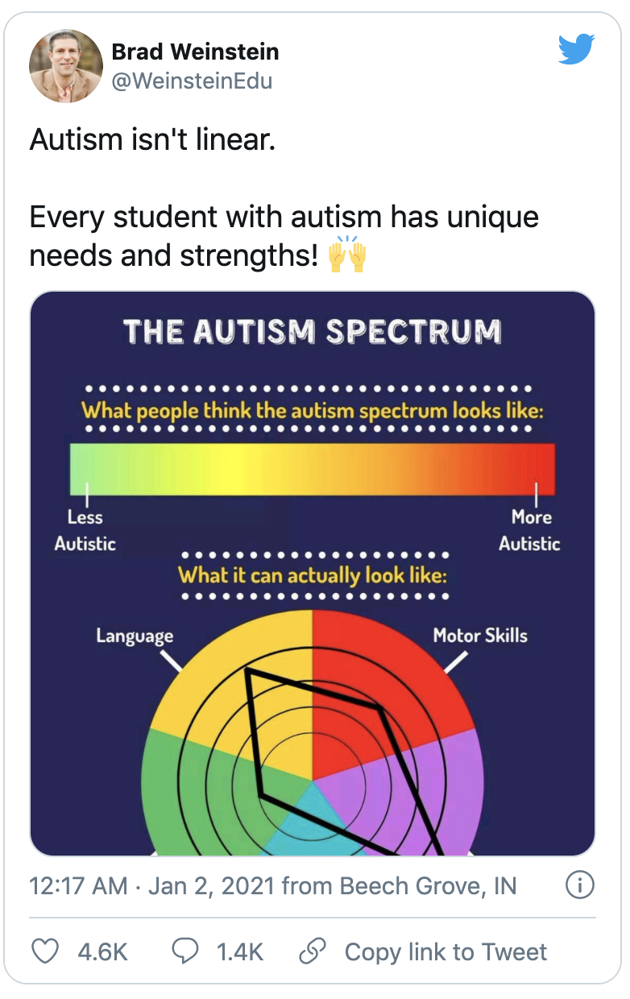 Brad Weinstein
@WeinsteinEdu
Autism isn't linear.
Every student with autism has unique
needs and strengths! 🙌
THE AUTISM SPECTRUM
What people think the autism spectrum looks like:
Less
Autistic
More
Autistic
What it can actually look like:
Language
Motor Skills
12:17 AM · Jan 2, 2021 from Beech Grove, IN
4.6K
1.4K
Copy link to Tweet